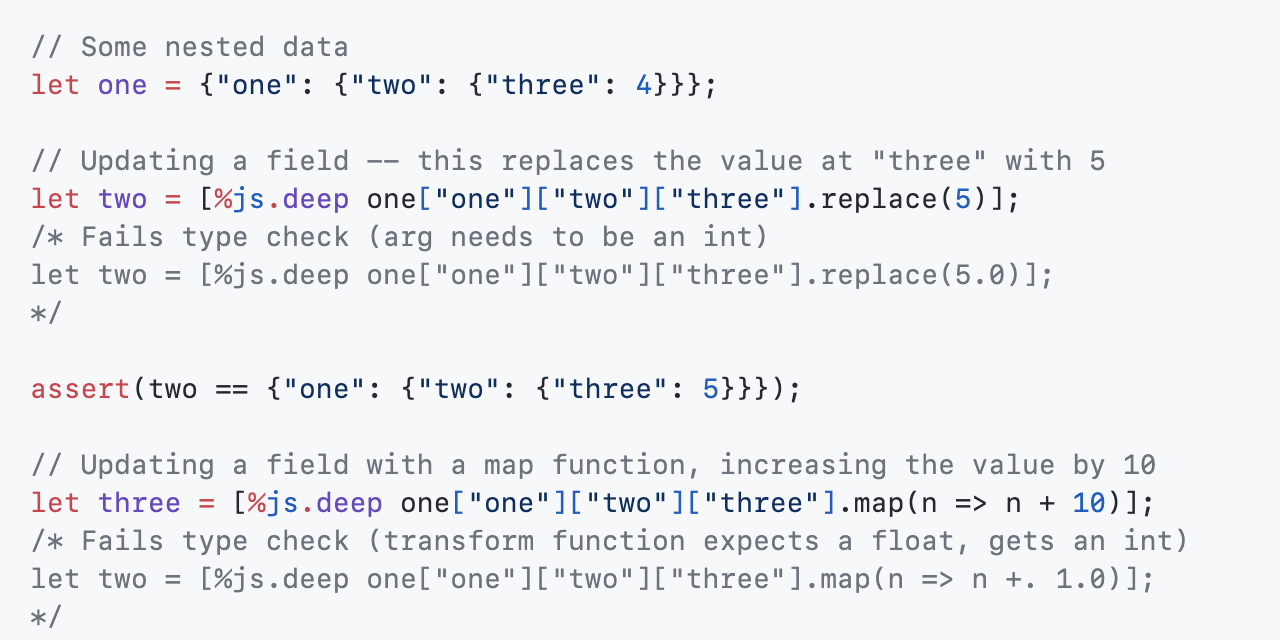 // Some nested data
let one = {"one": {"two": {"three": 4}}};
// Updating a field -- this replaces the value at "three" with 5
let two = [%js.deep one["one"]["two"]["three"].replace(5)];
/* Fails type check (arg needs to be an int)
let two = [%js.deep one["one"]["two"]["three"].replace(5.0)];
*/
assert(two == {"one": {"two": {"three": 5}}});
// Updating a field with a map function, increasing the value by 10
let three = [%js.deep one["one"]["two"]["three"].map(n => n + 10)];
/* Fails type check (transform function expects a float, gets an int)
let two = [%js.deep one["one"]["two"]["three"].map(n => n +. 1.0)];
*/